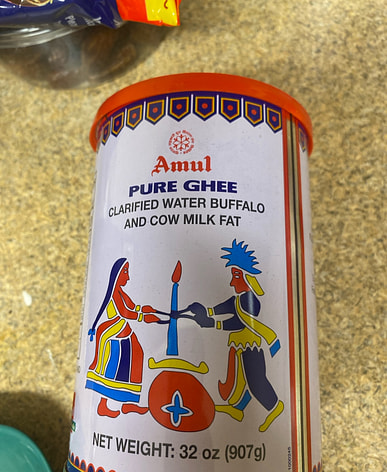 Amul
PURE GHEE
CLARIFIED WATER BUFFALO
AND COW MILK FAT
NET WEIGHT: 32 oz (907g)